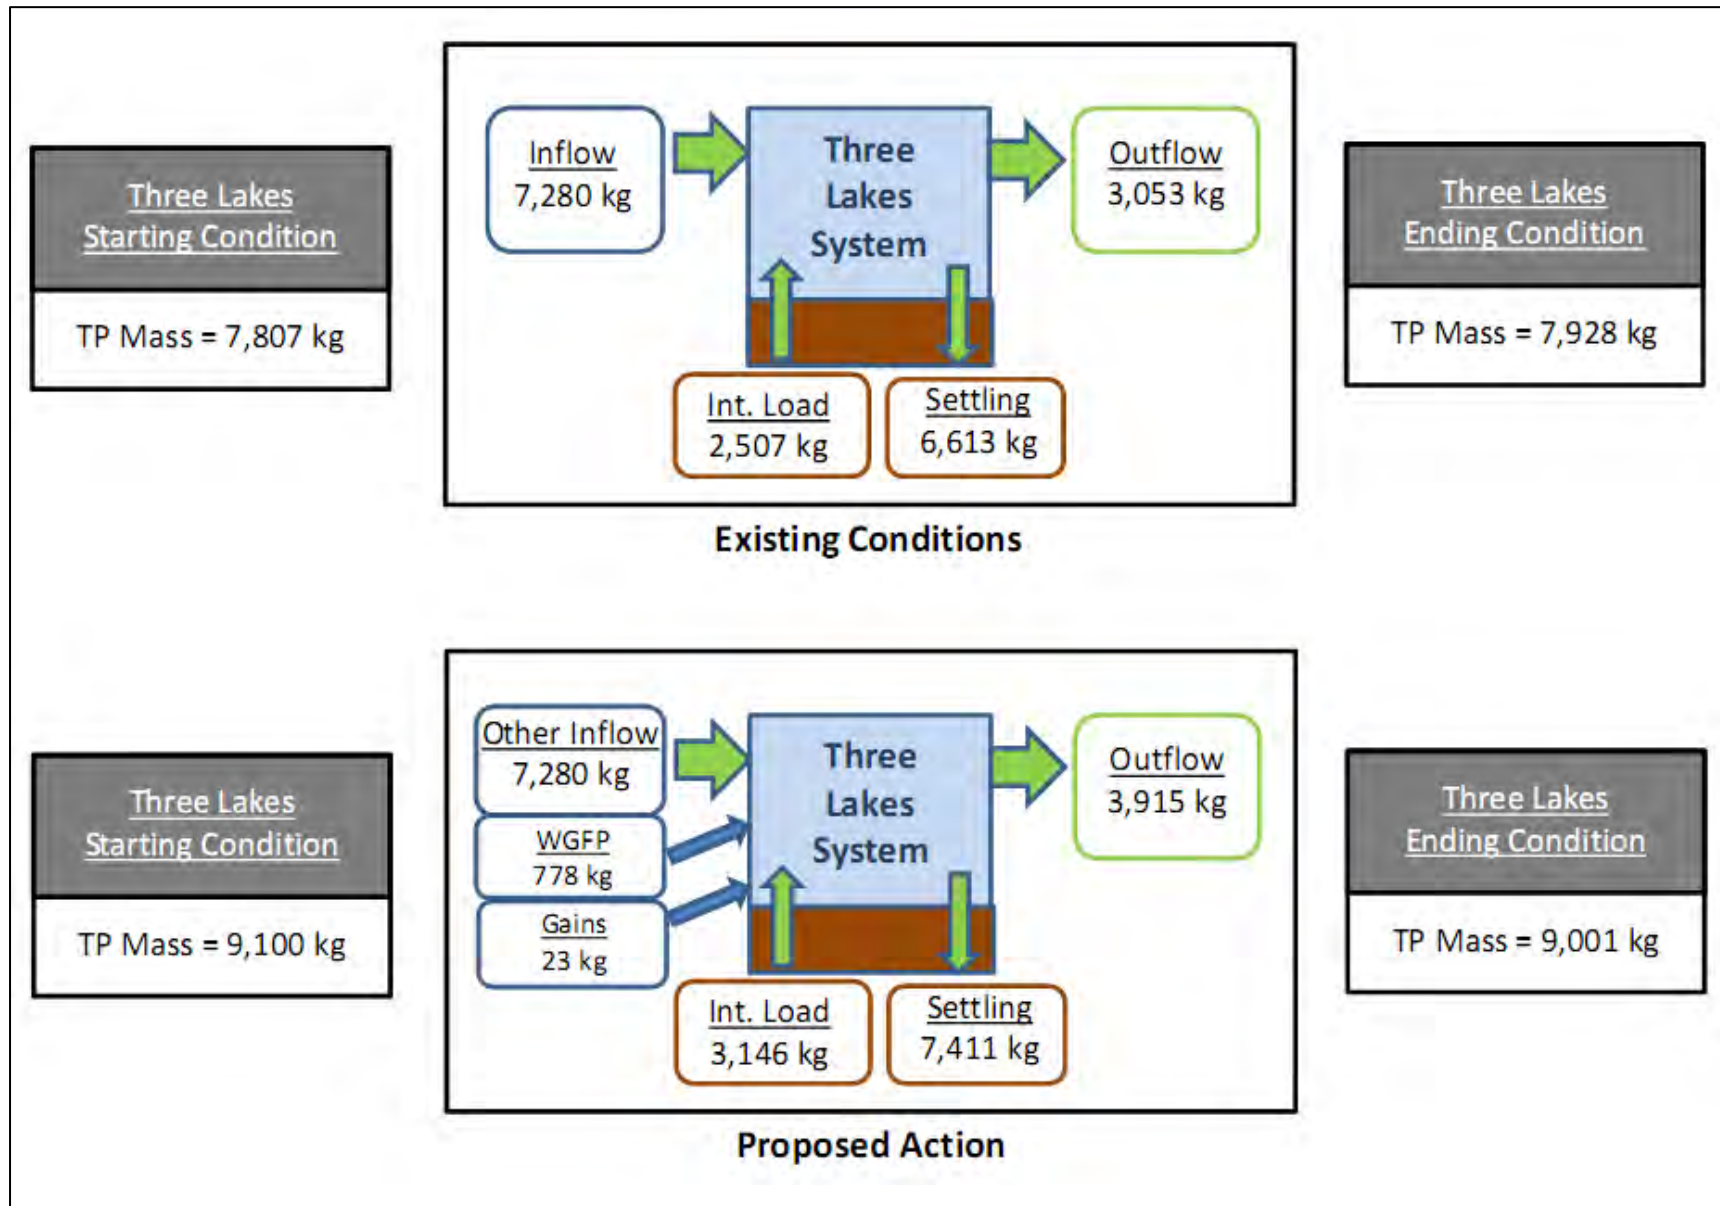 Three Lakes
Starting Condition
TP Mass = 7,807 kg
Inflow
7,280 kg
Three
Lakes
System
Outflow
3,053 kg
Int. Load
2,507 kg
Settling
6,613 kg
Three Lakes
Ending Condition
TP Mass = 7,928 kg
Existing Conditions
Three Lakes
Starting Condition
TP Mass = 9,100 kg
Other Inflow
7,280 kg
WGFP
778 kg
Gains
23 kg
Three
Lakes
System
Outflow
3,915 kg
Int. Load
3,146 kg
Settling
7,411 kg
Three Lakes
Ending Condition
TP Mass = 9,001 kg
Proposed Action